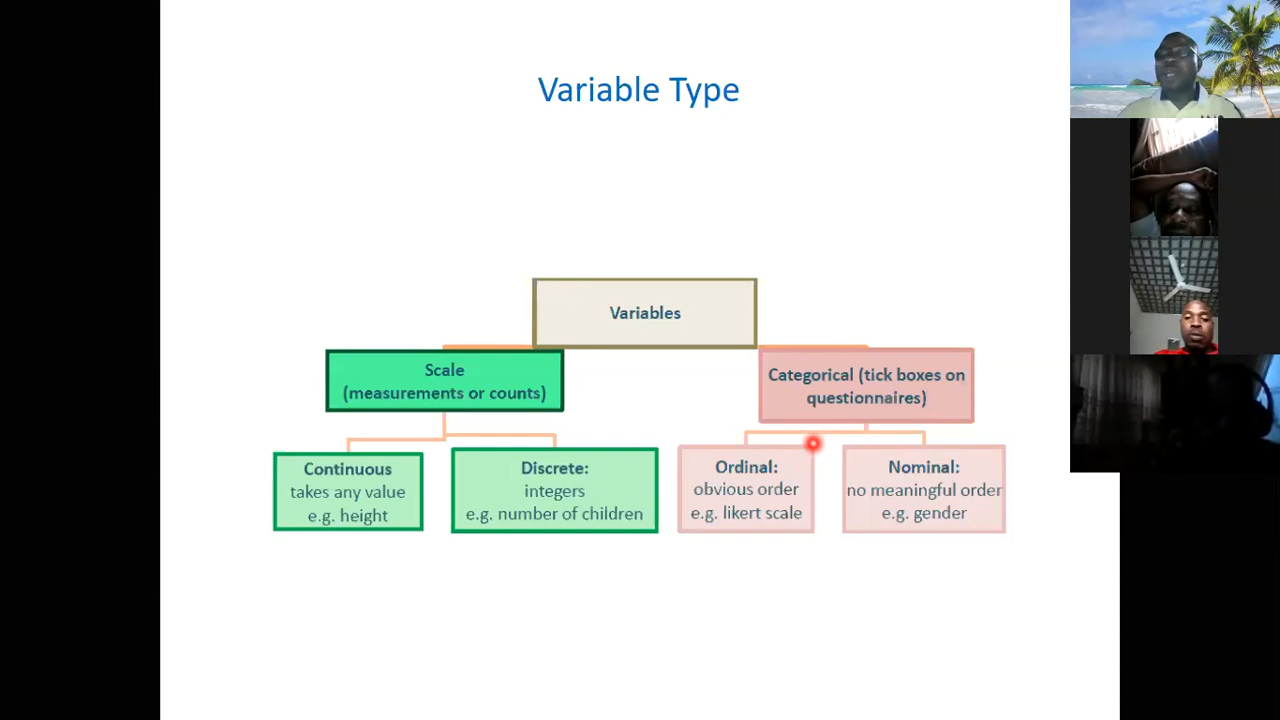 Variable Type
Variables
Scale
(measurements or counts)
Categorical (tick boxes on
questionnaires)
Continuous
takes any value
e.g. height
Discrete:
integers
e.g. number of children
Ordinal:
obvious order
e.g. likert scale
Nominal:
no meaningful order
e.g. gender